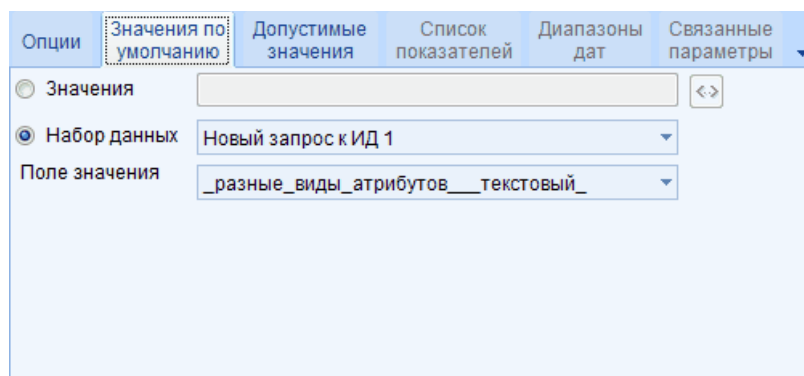 Опции
Значения по
умолчанию
Допустимые
значения
Список
показателей
Диапазоны
дат
Связанные
параметры
Значения
<·>
Набор данных
Новый запрос к ИД 1
Поле значения
_разные_виды_атрибутов___текстовый_